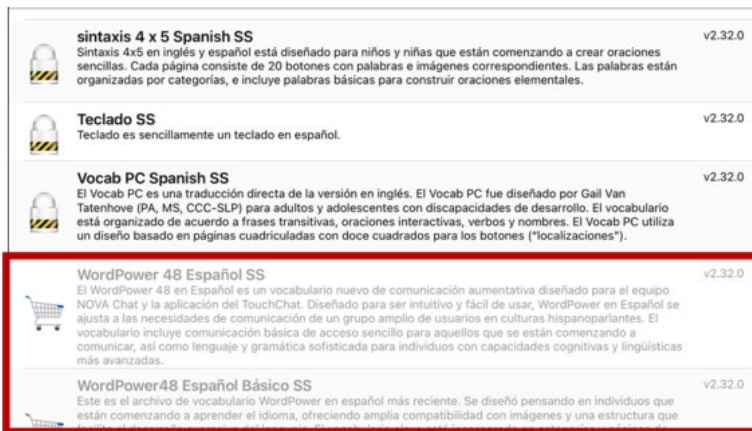 sintaxis 4 x 5 Spanish SS
v2.32.0
Sintaxis 4x5 en inglés y español está diseñado para niños y niñas que están comenzando a crear oraciones
sencillas. Cada página consiste de 20 botones con palabras e imágenes correspondientes. Las palabras están
organizadas por categorías, e incluye palabras básicas para construir oraciones elementales.
Teclado SS
v2.32.0
Teclado es sencillamente un teclado en español.
Vocab PC Spanish SS
v2.32.0
El Vocab PC es una traducción directa de la versión en inglés. El Vocab PC fue diseñado por Gail Van
Tatenhove (PA, MS, CCC-SLP) para adultos y adolescentes con discapacidades de desarrollo. El vocabulario
está organizado de acuerdo a frases transitivas, oraciones interactivas, verbos y nombres. El Vocab PC utiliza
un diseño basado en páginas cuadriculadas con doce cuadrados para los botones ("localizaciones").
WordPower 48 Español SS
v2.32.0
El WordPower 48 en Español es un vocabulario nuevo de comunicación aumentativa diseñado para el equipo
NOVA Chat y la aplicación del TouchChat. Diseñado para ser intuitivo y fácil de usar, WordPower en Español se
ajusta a las necesidades de comunicación de un grupo amplio de usuarios en culturas hispanoparlantes. El
vocabulario incluye comunicación básica de acceso sencillo para aquellos que se están comenzando a
comunicar, así como lenguaje y gramática sofisticada para individuos con capacidades cognitivas y lingüísticas
más avanzadas.
WordPower48 Español Básico SS
v2.32.0
Este es el archivo de vocabulario WordPower en español más reciente. Se diseñó pensando en individuos que
están comenzando a aprender el idioma, ofreciendo amplia compatibilidad con imágenes y una estructura que